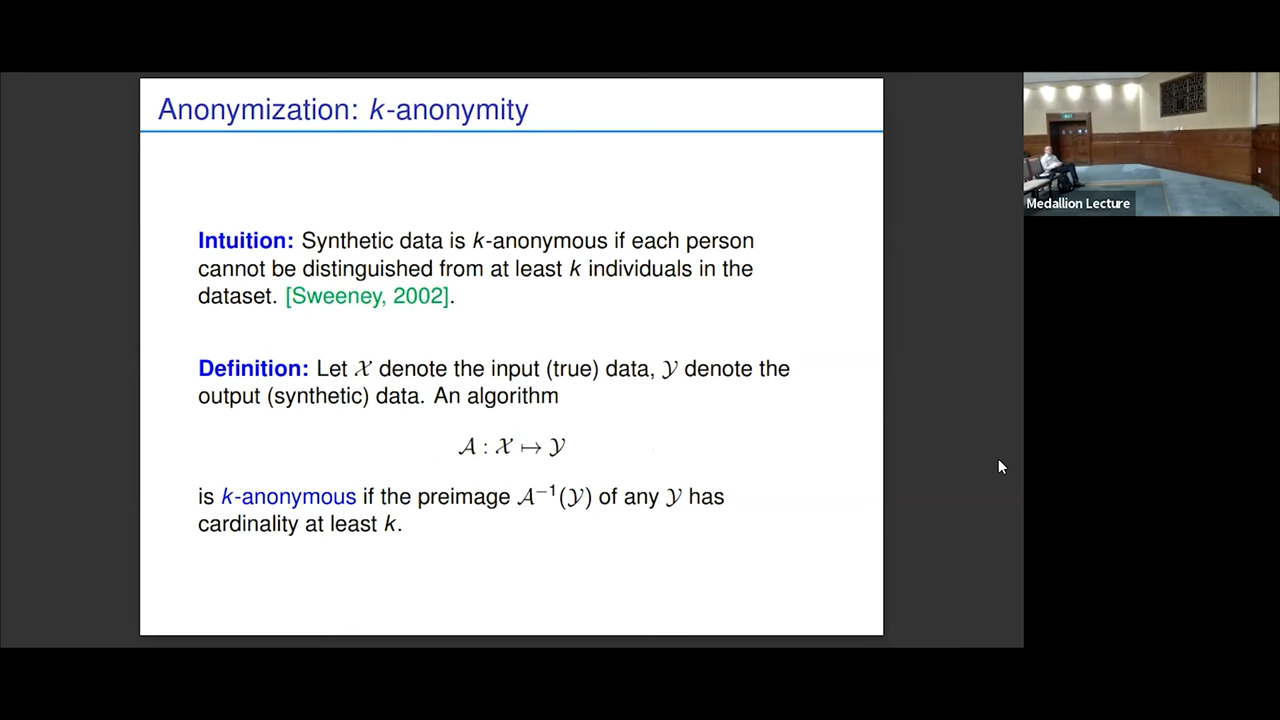 Anonymization: k-anonymity
Intuition: Synthetic data is k-anonymous if each person
cannot be distinguished from at least k individuals in the
dataset. [Sweeney, 2002].
Definition: Let 𝒳 denote the input (true) data, 𝒴 denote the
output (synthetic) data. An algorithm
𝒜 : 𝒳 ↦ 𝒴
is k-anonymous if the preimage 𝒜⁻¹(𝒴) of any 𝒴 has
cardinality at least k.
Medallion Lecture